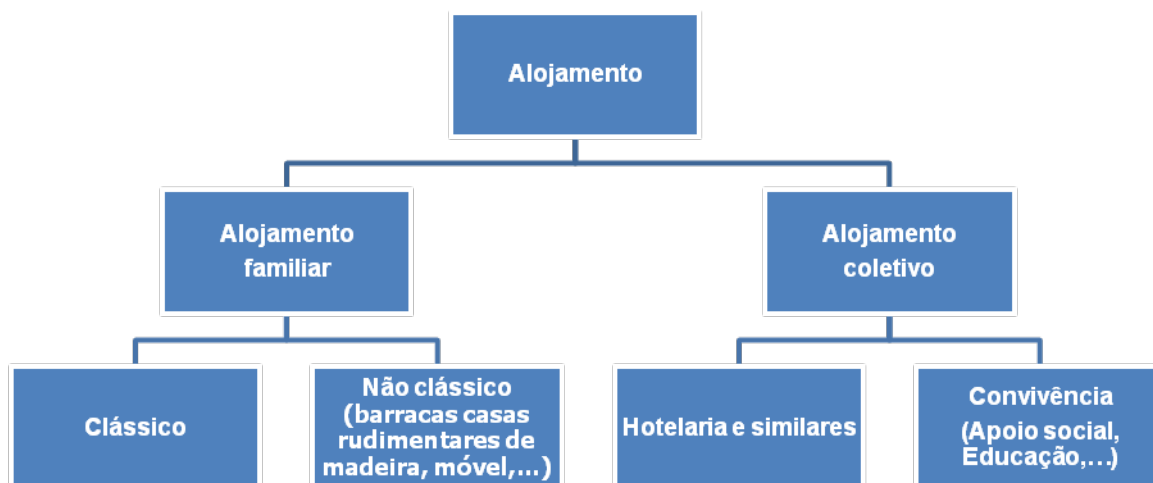 Alojamento
Alojamento
familiar
Alojamento
coletivo
Clássico
Não clássico
(barracas casas
rudimentares de
madeira, móvel,...)
Hotelaria e similares
Convivência
(Apoio social,
Educação,...)